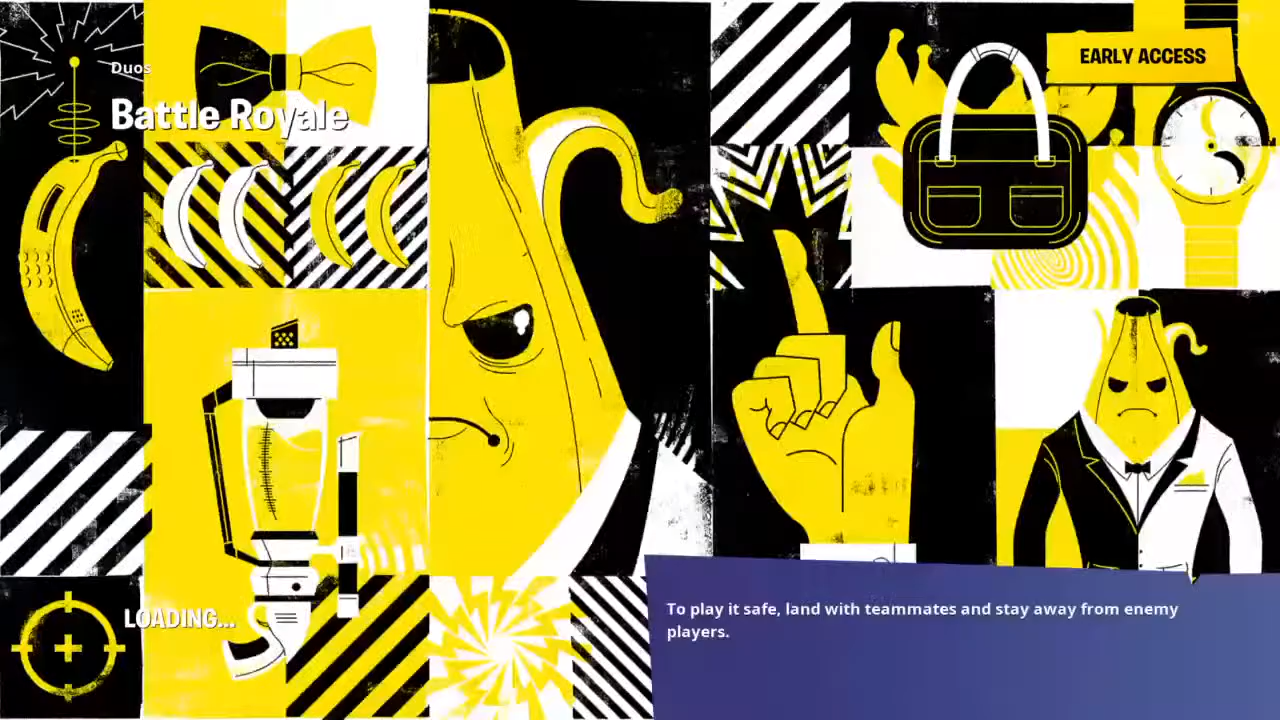 Duos
Battle Royale
EARLY ACCESS
LOADING...
To play it safe, land with teammates and stay away from enemy
players.